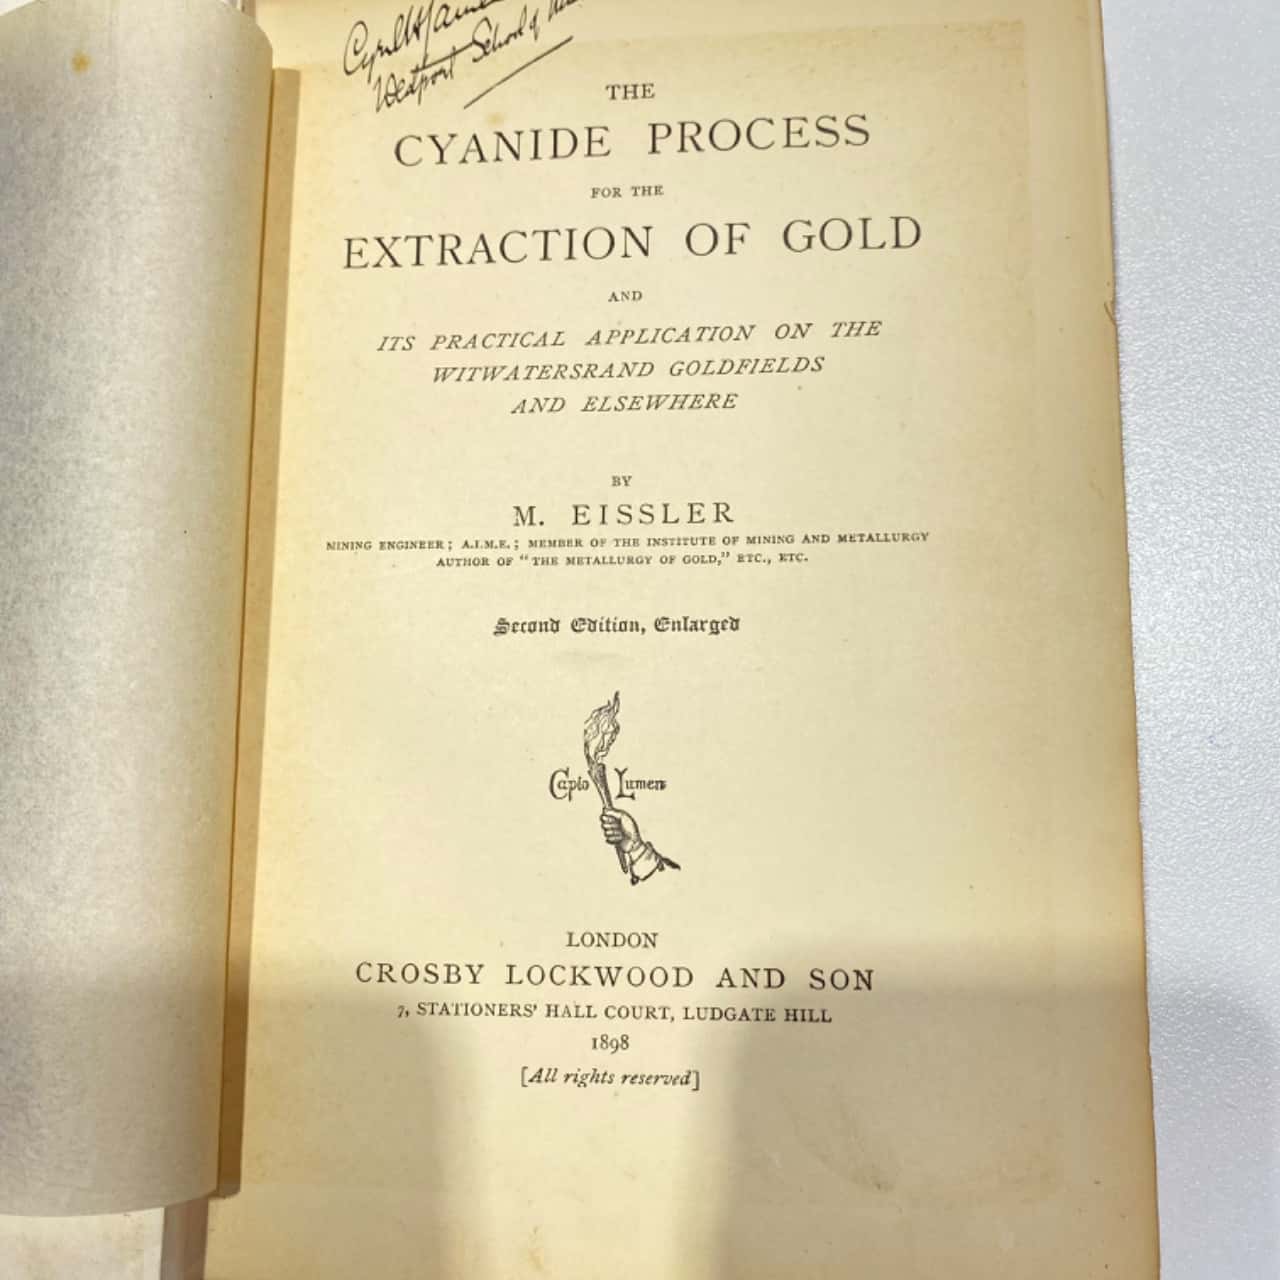 Westport School of
THE
CYANIDE PROCESS
FOR THE
EXTRACTION OF GOLD
AND
ITS PRACTICAL APPLICATION ON THE
WITWATERSRAND GOLDFIELDS
AND ELSEWHERE
BY
M. EISSLER
MINING ENGINEER; A.I.M.E.; MEMBER OF THE INSTITUTE OF MINING AND METALLURGY
AUTHOR OF "THE METALLURGY OF GOLD," ETC., ETC.
Second Edition, Enlarged
Capio Lumen
LONDON
CROSBY LOCKWOOD AND SON
7, STATIONERS' HALL COURT, LUDGATE HILL
1898
[All rights reserved]